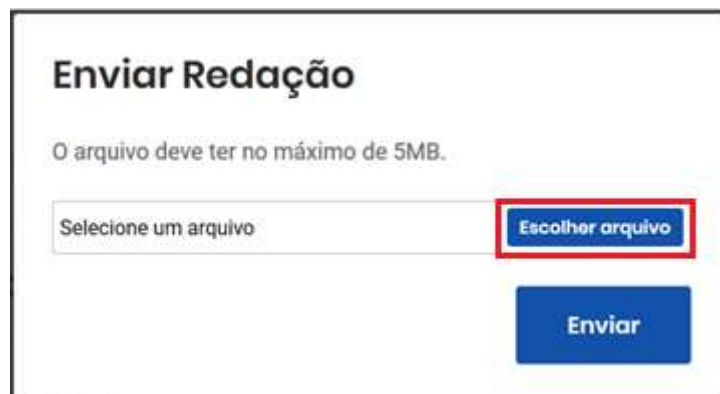 Enviar Redação
O arquivo deve ter no máximo de 5MB.
Selecione um arquivo Escolher arquivo
Enviar